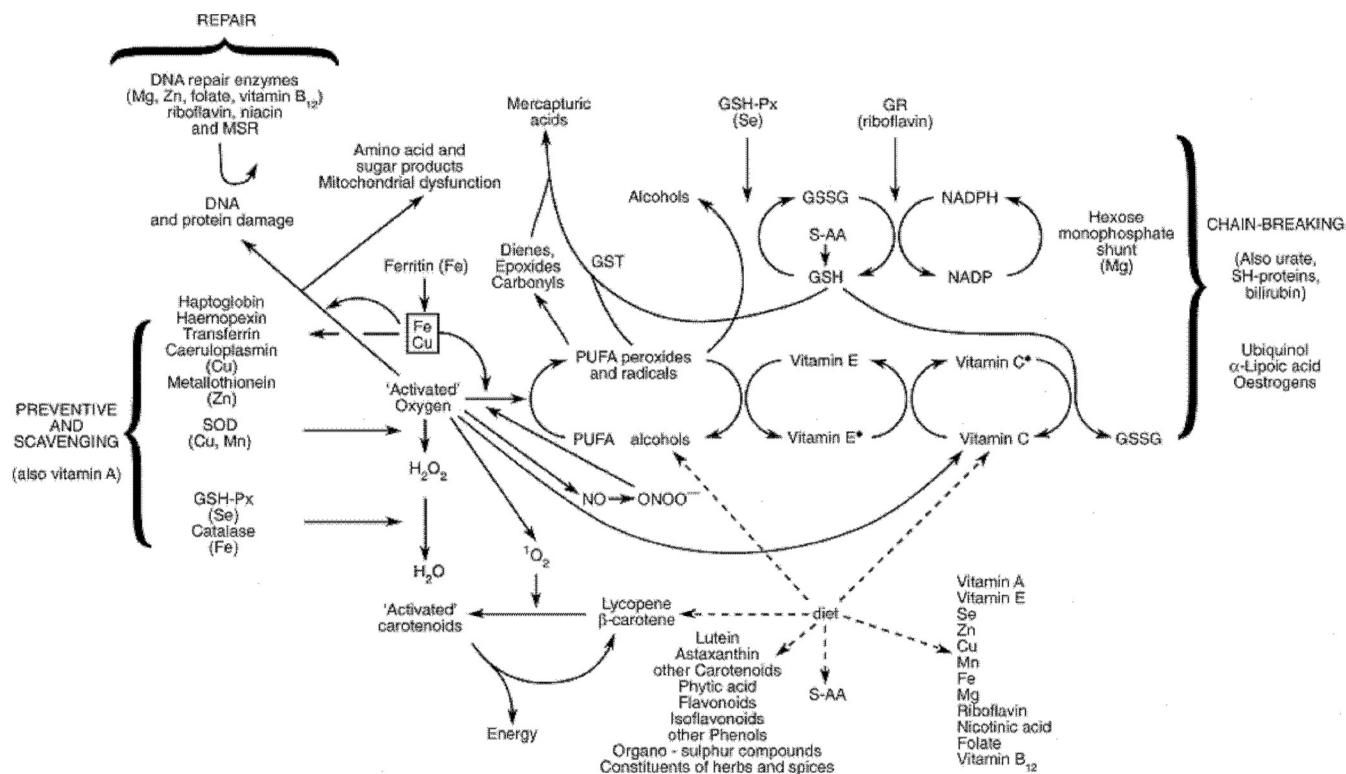 REPAIR
DNA repair enzymes
(Mg, Zn, folate, vitamin B12)
riboflavin, niacin
and MSR
DNA
and protein damage
Amino acid and
sugar products
Mitochondrial dysfunction
Mercapturic
acids
GSH-Px
(Se)
GR
(riboflavin)
Alcohols
GSSG
S-AA
GSH
NADPH
NADP
Hexose
monophosphate
shunt
(Mg)
CHAIN-BREAKING
(Also urate,
SH-proteins,
bilirubin)
Ubiquinol
α-Lipoic acid
Oestrogens
Dienes,
Epoxides
Carbonyls
GST
Ferritin (Fe)
Fe
Cu
Haptoglobin
Haemopexin
Transferrin
Caeruloplasmin
(Cu)
Metallothionein
(Zn)
SOD
(Cu, Mn)
GSH-Px
(Se)
Catalase
(Fe)
PREVENTIVE
AND
SCAVENGING
(also vitamin A)
'Activated'
Oxygen
H2O2
H2O
PUFA peroxides
and radicals
PUFA
alcohols
Vitamin E
Vitamin E•
Vitamin C•
Vitamin C
GSSG
NO
ONOO—
1O2
'Activated'
carotenoids
Lycopene
β-carotene
Energy
diet
Lutein
Astaxanthin
other Carotenoids
Phytic acid
Flavonoids
Isoflavonoids
other Phenols
Organo - sulphur compounds
Constituents of herbs and spices
S-AA
Vitamin A
Vitamin E
Se
Zn
Cu
Mn
Fe
Mg
Riboflavin
Nicotinic acid
Folate
Vitamin B12